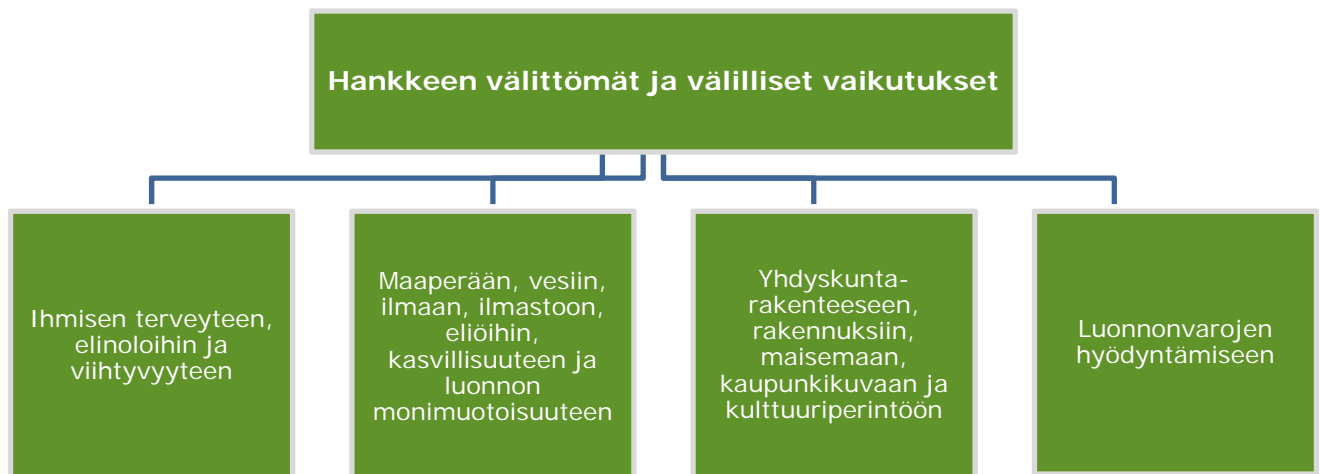 Hankkeen välittömät ja välilliset vaikutukset
Ihmisen terveyteen,
elinoloihin ja
viihtyvyyteen
Maaperään, vesiin,
ilmaan, ilmastoon,
eliöihin,
kasvillisuuteen ja
luonnon
monimuotoisuuteen
Yhdyskunta-
rakenteeseen,
rakennuksiin,
maisemaan,
kaupunkikuvaan ja
kulttuuriperintöön
Luonnonvarojen
hyödyntämiseen